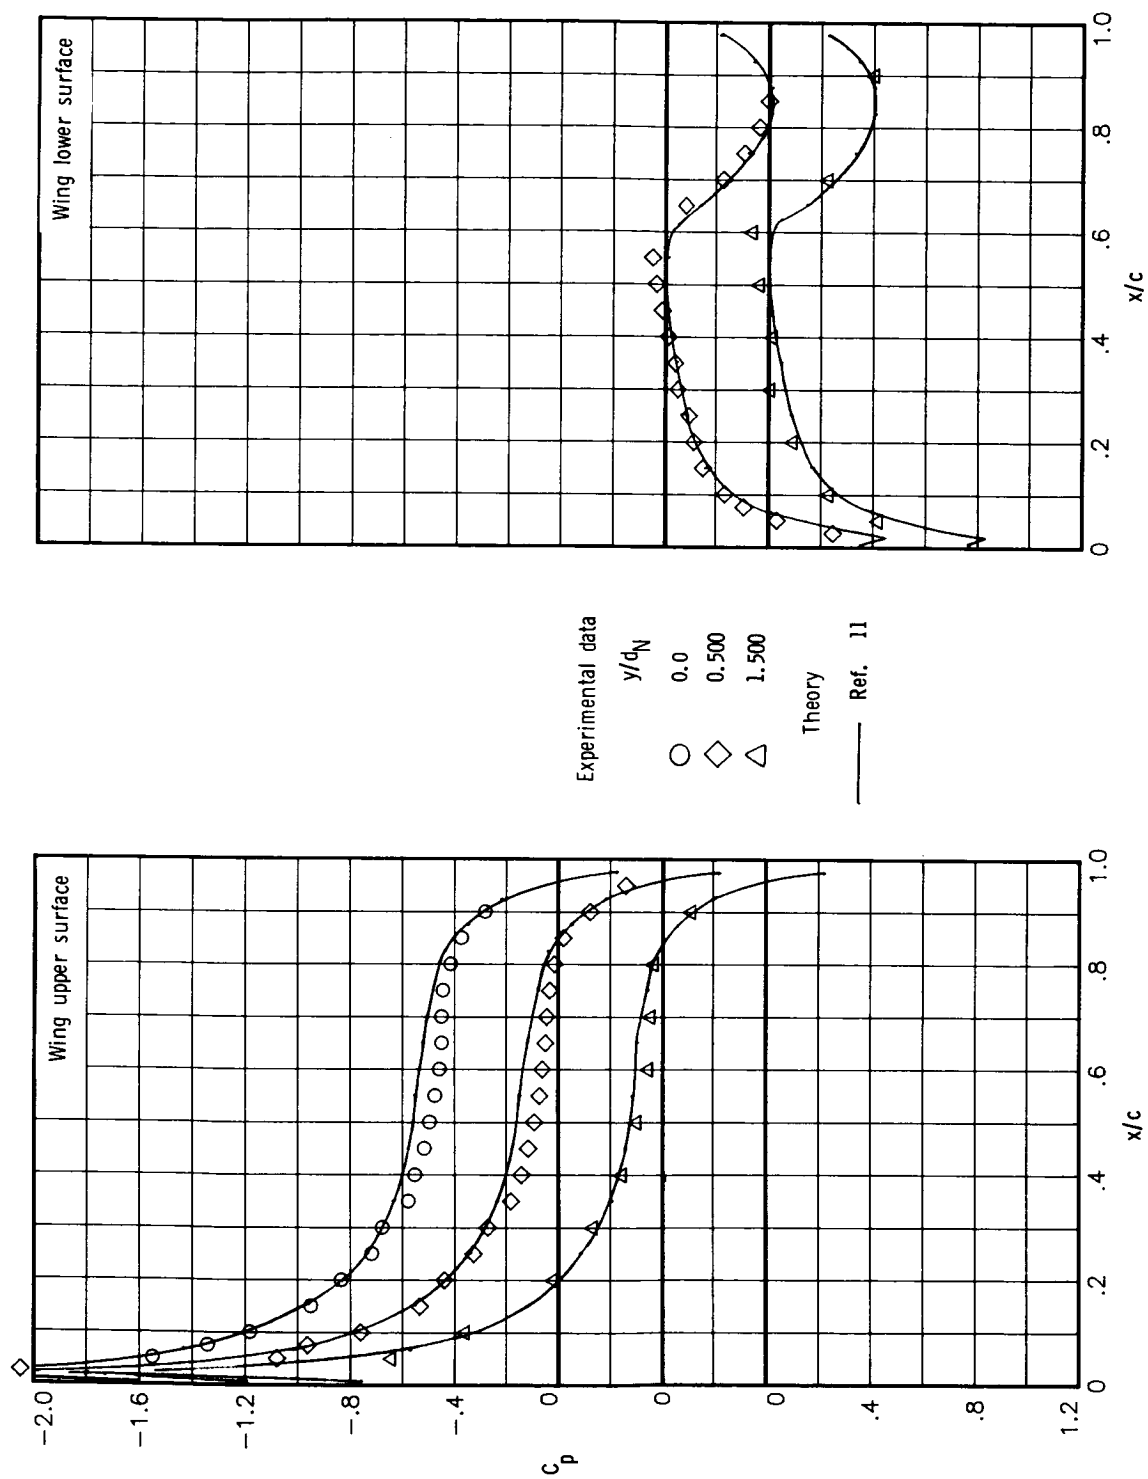 Wing upper surface
−2.0
−1.6
−1.2
−.8
−.4
0
0
0
.4
.8
1.2
C_p
0
.2
.4
.6
.8
1.0
x/c
Experimental data
y/d_N
0.0
0.500
1.500
Theory
Ref. 11
Wing lower surface
0
.2
.4
.6
.8
1.0
x/c